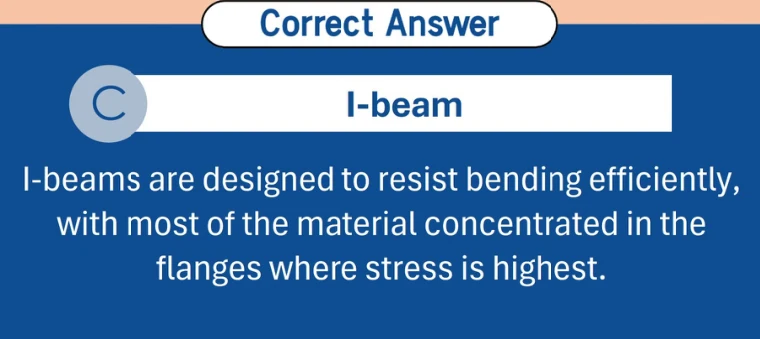 Correct Answer
C
I-beam
I-beams are designed to resist bending efficiently,
with most of the material concentrated in the
flanges where stress is highest.